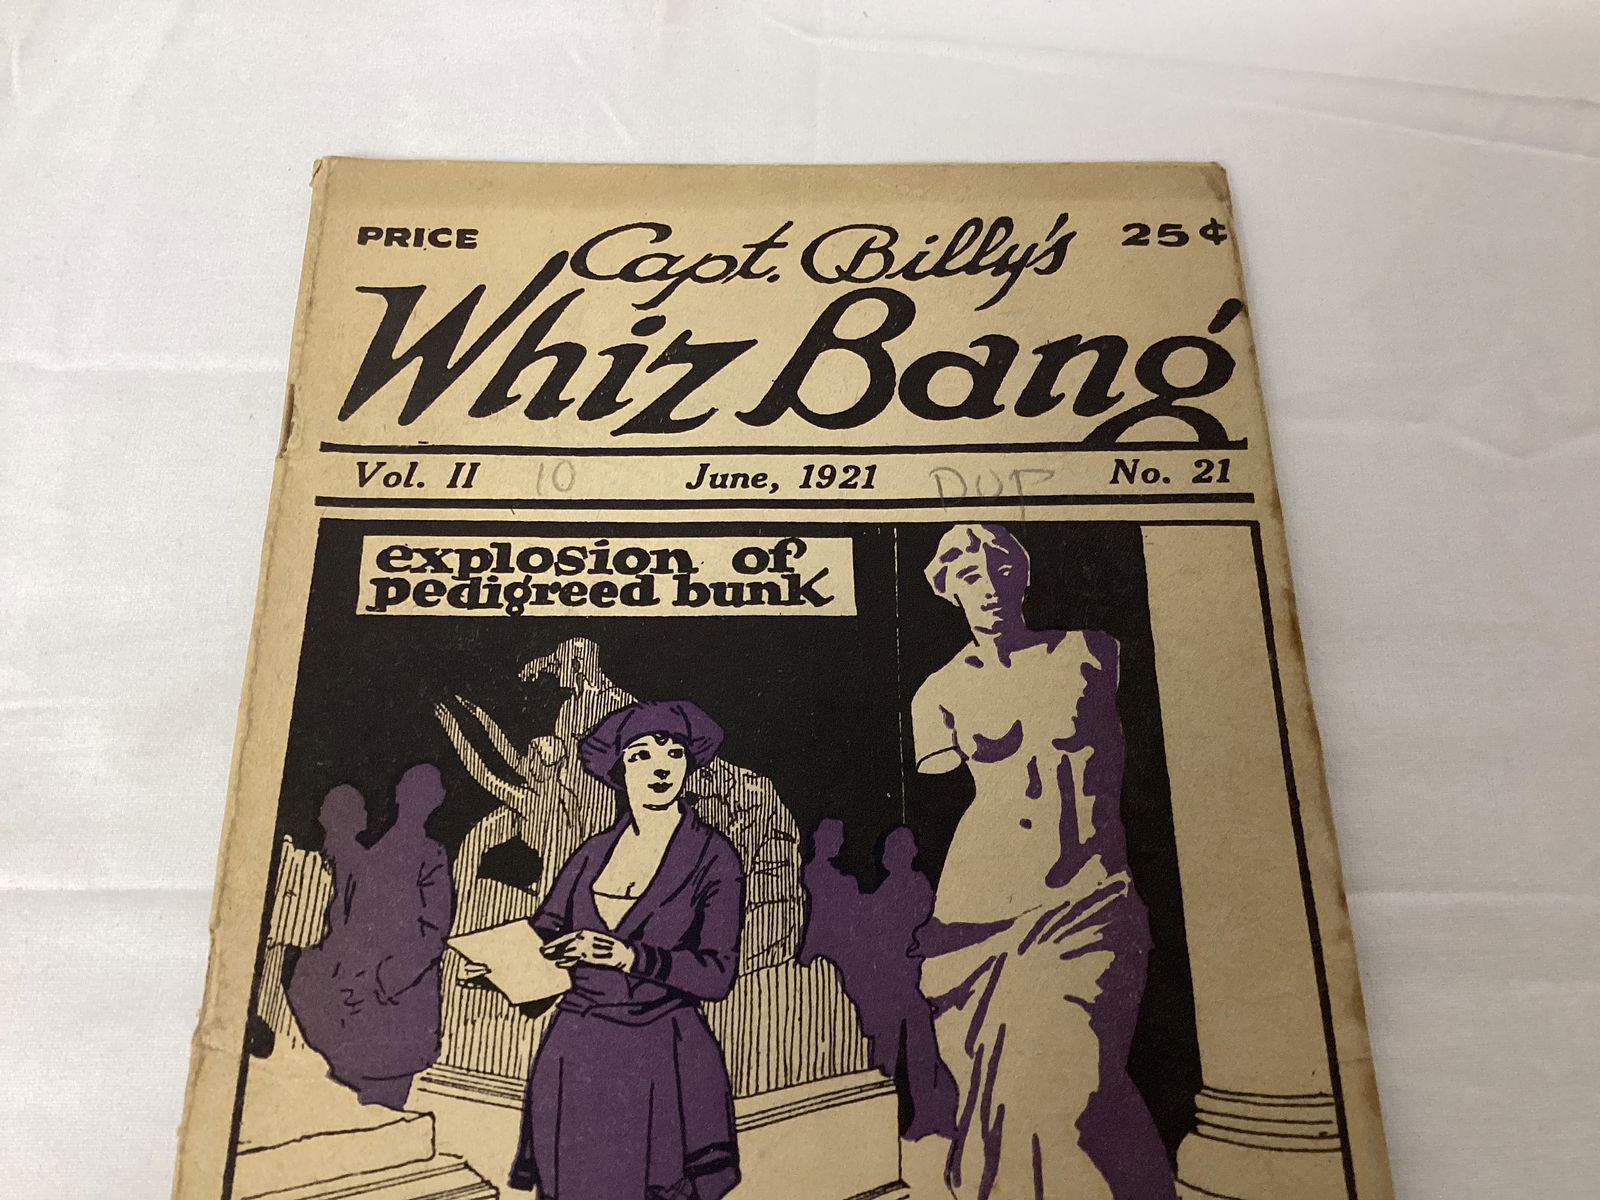 PRICE Capt. Billy's 25¢
Whiz Bang
Vol. II 10 June, 1921 DUP No. 21
explosion of
pedigreed bunk